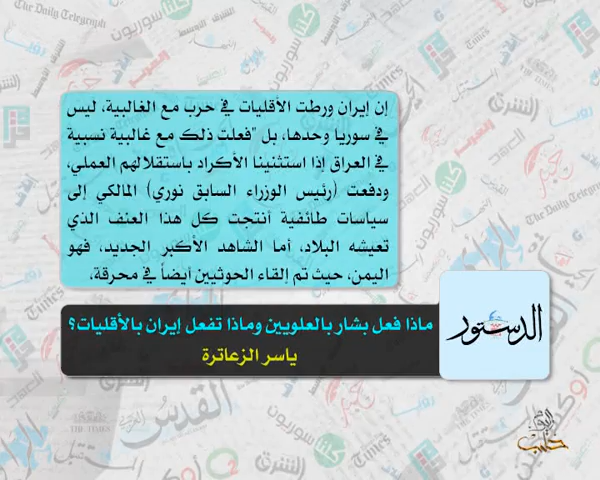 إن إيران ورطت الأقليات في حرب مع الغالبية، ليس
في سوريا وحدها، بل "فعلت ذلك مع غالبية نسبية
في العراق إذا استثنينا الأكراد باستقلالهم العملي،
ودفعت (رئيس الوزراء السابق نوري) المالكي إلى
سياسات طائفية أنتجت كل هذا العنف الذي
تعيشه البلاد، أما الشاهد الأكبر الجديد، فهو
اليمن، حيث تم إلقاء الحوثيين أيضاً في محرقة،
الدستور
ماذا فعل بشار بالعلويين وماذا تفعل إيران بالأقليات؟
ياسر الزعاترة